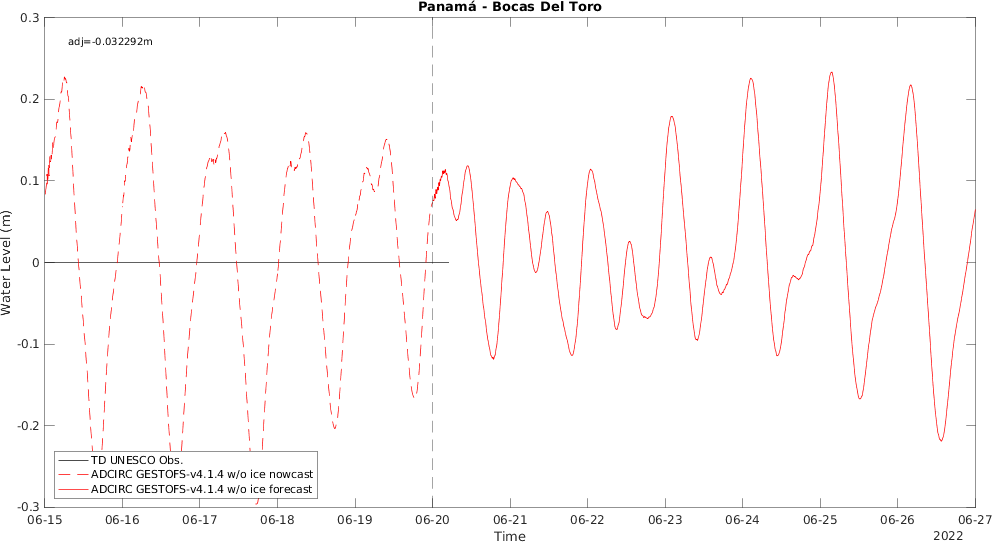 Panamá - Bocas Del Toro
adj=-0.032292m
Water Level (m)
0.3
0.2
0.1
0
-0.1
-0.2
-0.3
TD UNESCO Obs.
ADCIRC GESTOFS-v4.1.4 w/o ice nowcast
ADCIRC GESTOFS-v4.1.4 w/o ice forecast
06-15 06-16 06-17 06-18 06-19 06-20 06-21 06-22 06-23 06-24 06-25 06-26 06-27
Time
2022